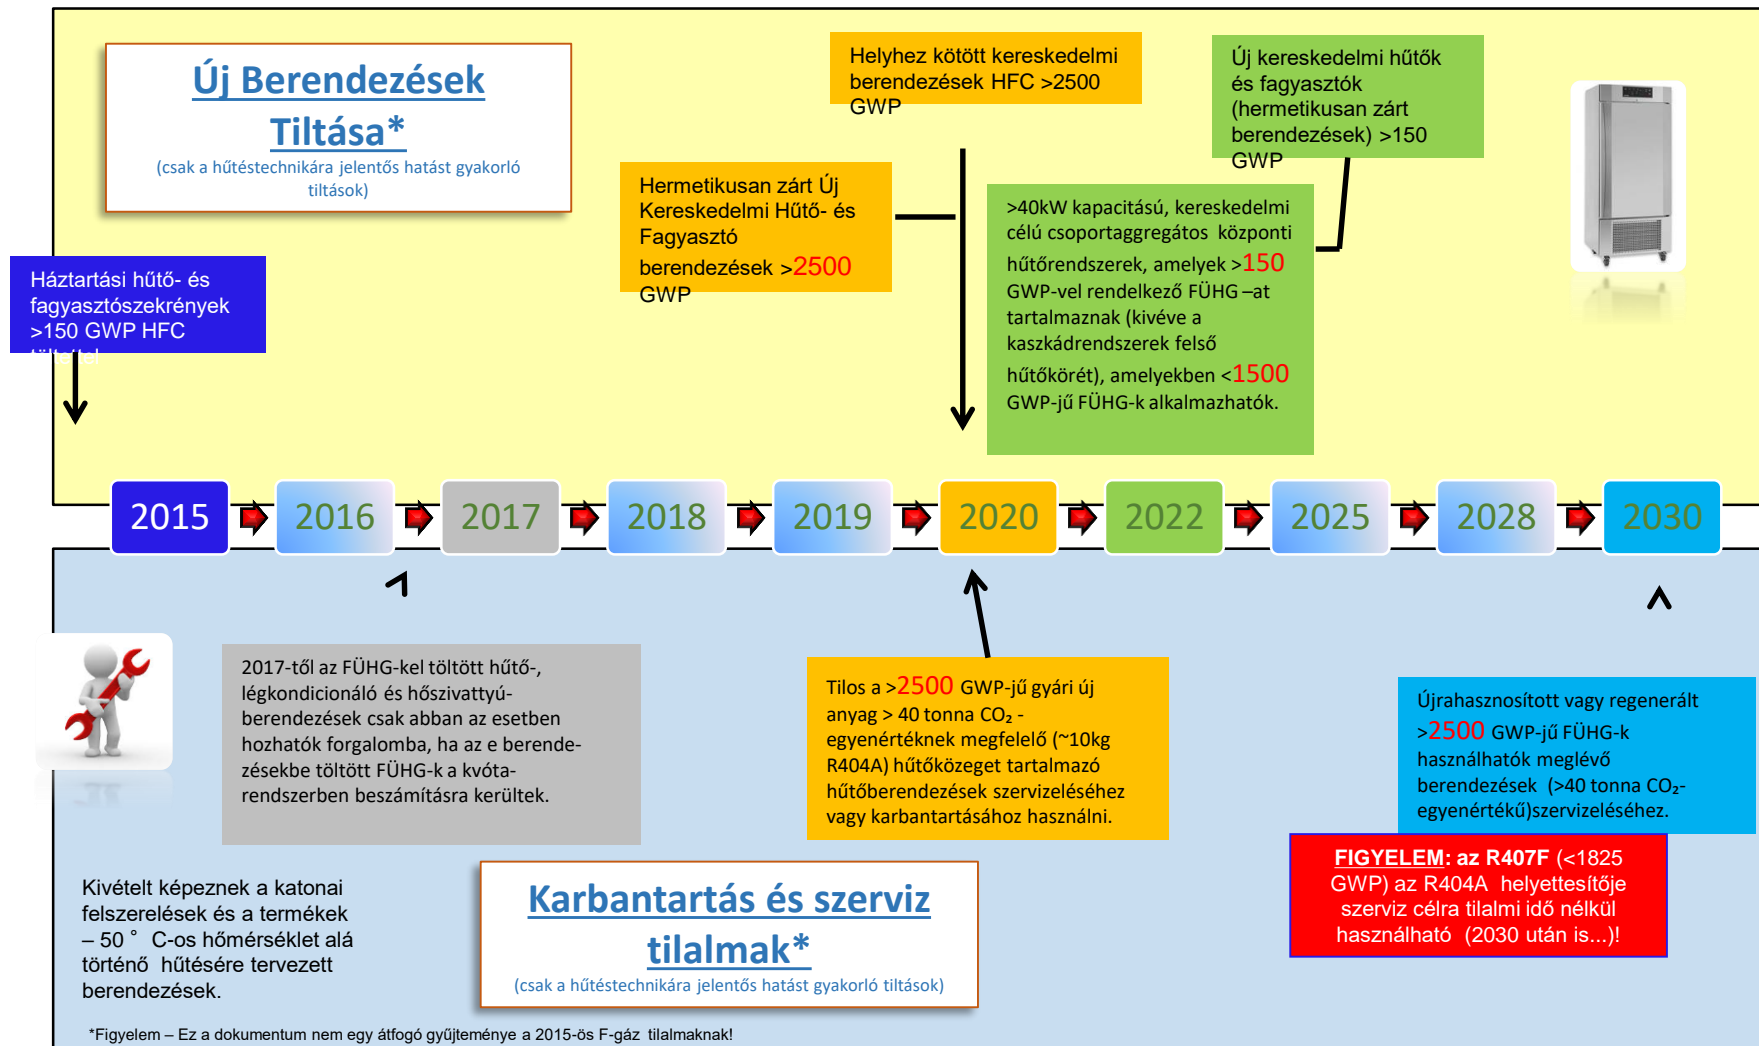 Új Berendezések
Tiltása*
(csak a hűtéstechnikára jelentős hatást gyakorló
tiltások)
Helyhez kötött kereskedelmi
berendezések HFC >2500
GWP
Új kereskedelmi hűtők
és fagyasztók
(hermetikusan zárt
berendezések) >150
GWP
Hermetikusan zárt Új
Kereskedelmi Hűtő- és
Fagyasztó
berendezések >2500
GWP
>40kW kapacitású, kereskedelmi
célú csoportaggregátos központi
hűtőrendszerek, amelyek >150
GWP-vel rendelkező FÜHG –at
tartalmaznak (kivéve a
kaszkádrendszerek felső
hűtőkörét), amelyekben <1500
GWP-jű FÜHG-k alkalmazhatók.
Háztartási hűtő- és
fagyasztószekrények
>150 GWP HFC
töltettel
2015 2016 2017 2018 2019 2020 2022 2025 2028 2030
2017-től az FÜHG-kel töltött hűtő-,
légkondicionáló és hőszivattyú-
berendezések csak abban az esetben
hozhatók forgalomba, ha az e berende-
zésekbe töltött FÜHG-k a kvóta-
rendszerben beszámításra kerültek.
Tilos a >2500 GWP-jű gyári új
anyag > 40 tonna CO₂ -
egyenértéknek megfelelő (~10kg
R404A) hűtőközeget tartalmazó
hűtőberendezések szervizeléséhez
vagy karbantartásához használni.
Újrahasznosított vagy regenerált
>2500 GWP-jű FÜHG-k
használhatók meglévő
berendezések (>40 tonna CO₂-
egyenértékű)szervizeléséhez.
FIGYELEM: az R407F (<1825
GWP) az R404A helyettesítője
szerviz célra tilalmi idő nélkül
használható (2030 után is...)!
Kivételt képeznek a katonai
felszerelések és a termékek
– 50 ° C-os hőmérséklet alá
történő hűtésére tervezett
berendezések.
Karbantartás és szerviz
tilalmak*
(csak a hűtéstechnikára jelentős hatást gyakorló tiltások)
*Figyelem – Ez a dokumentum nem egy átfogó gyűjteménye a 2015-ös F-gáz tilalmaknak!